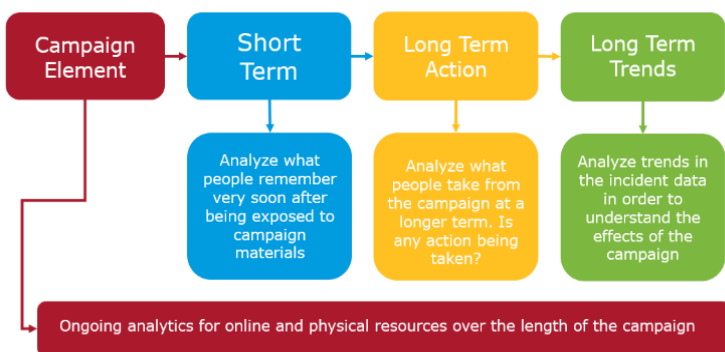 Campaign
Element
Short
Term
Long Term
Action
Long Term
Trends
Analyze what
people remember
very soon after
being exposed to
campaign
materials
Analyze what
people take from
the campaign at a
longer term. Is
any action being
taken?
Analyze trends in
the incident data
in order to
understand the
effects of the
campaign
Ongoing analytics for online and physical resources over the length of the campaign